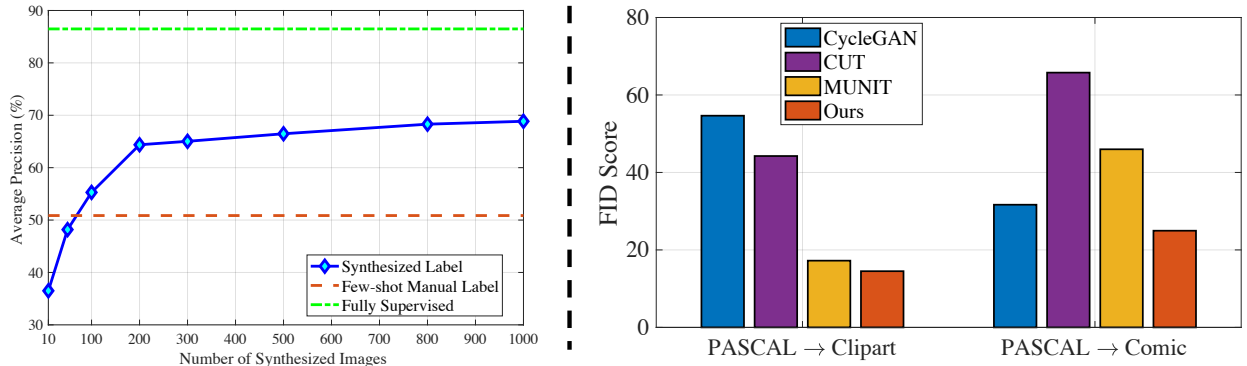 90
80
70
60
50
40
30
Average Precision (%)
10 100 200 300 400 500 600 700 800 900 1000
Number of Synthesized Images
Synthesized Label
Few-shot Manual Label
Fully Supervised
80
60
40
20
0
FID Score
CycleGAN
CUT
MUNIT
Ours
PASCAL → Clipart PASCAL → Comic